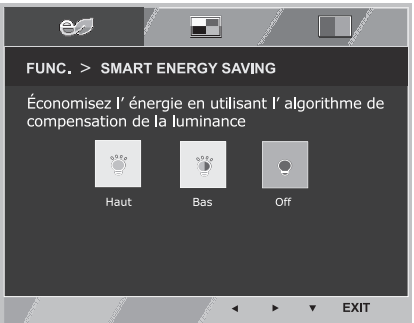 FUNC. > SMART ENERGY SAVING
Économisez l' énergie en utilisant l' algorithme de
compensation de la luminance
Haut Bas Off
EXIT